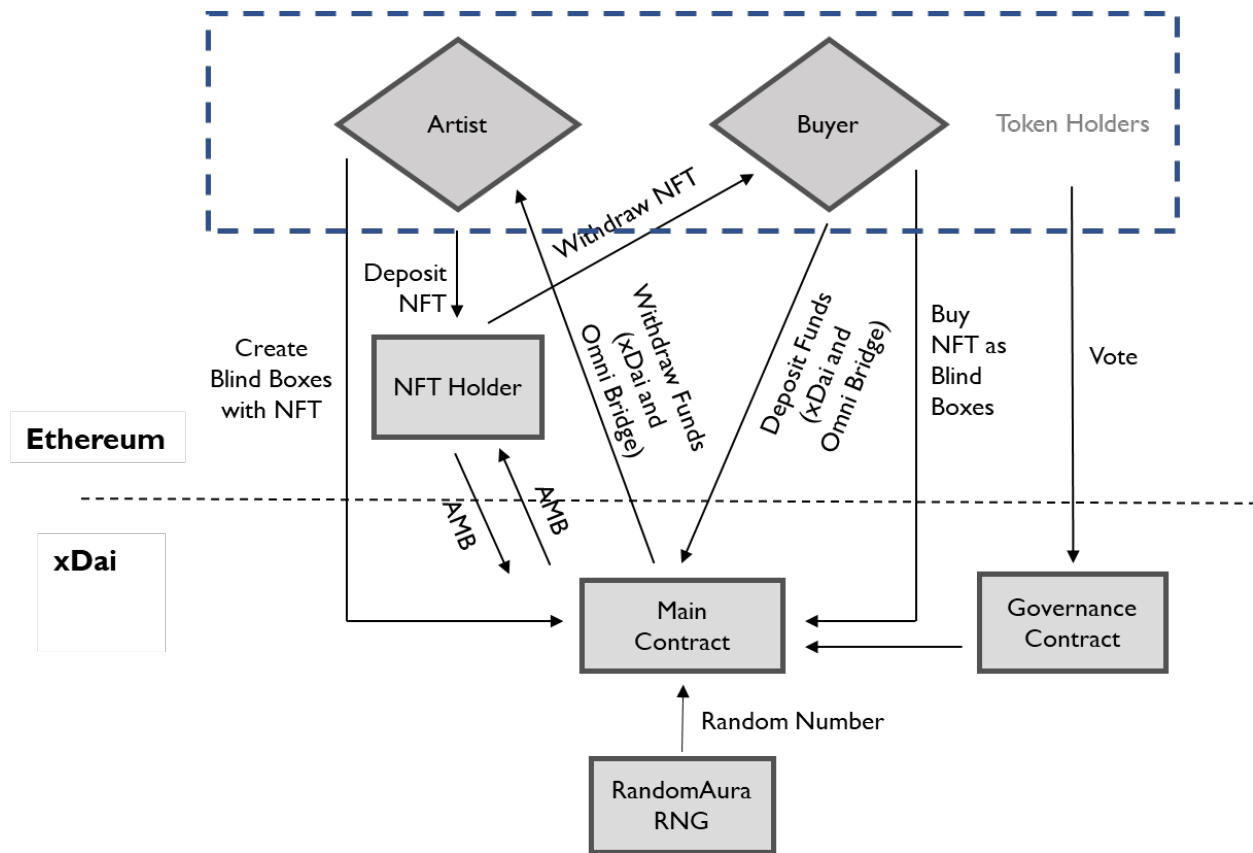 Artist
Buyer
Token Holders
Withdraw NFT
Deposit
NFT
Create
Blind Boxes
with NFT
NFT Holder
Withdraw Funds
(xDai and
Omni Bridge)
Deposit Funds
(xDai and
Omni Bridge)
Buy
NFT as
Blind
Boxes
Vote
Ethereum
AMB
AMB
xDai
Main
Contract
Governance
Contract
Random Number
RandomAura
RNG